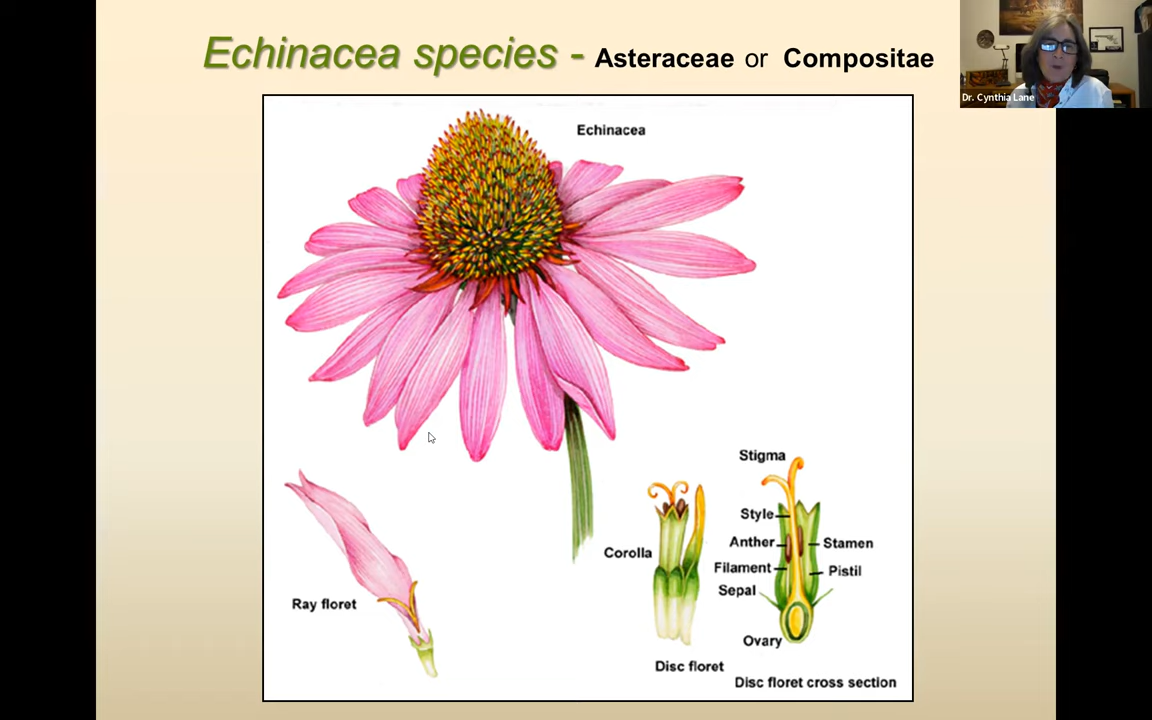 Echinacea species - Asteraceae or Compositae
Dr. Cynthia Lane
Echinacea
Stigma
Style
Anther
Stamen
Corolla
Filament
Pistil
Sepal
Ray floret
Ovary
Disc floret
Disc floret cross section